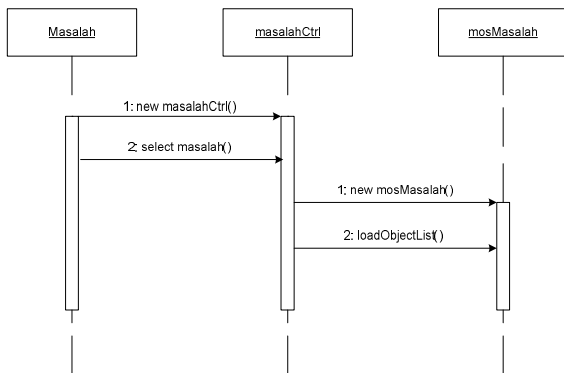 Masalah
masalahCtrl
mosMasalah
1: new masalahCtrl()
2: select masalah()
1: new mosMasalah()
2: loadObjectList()